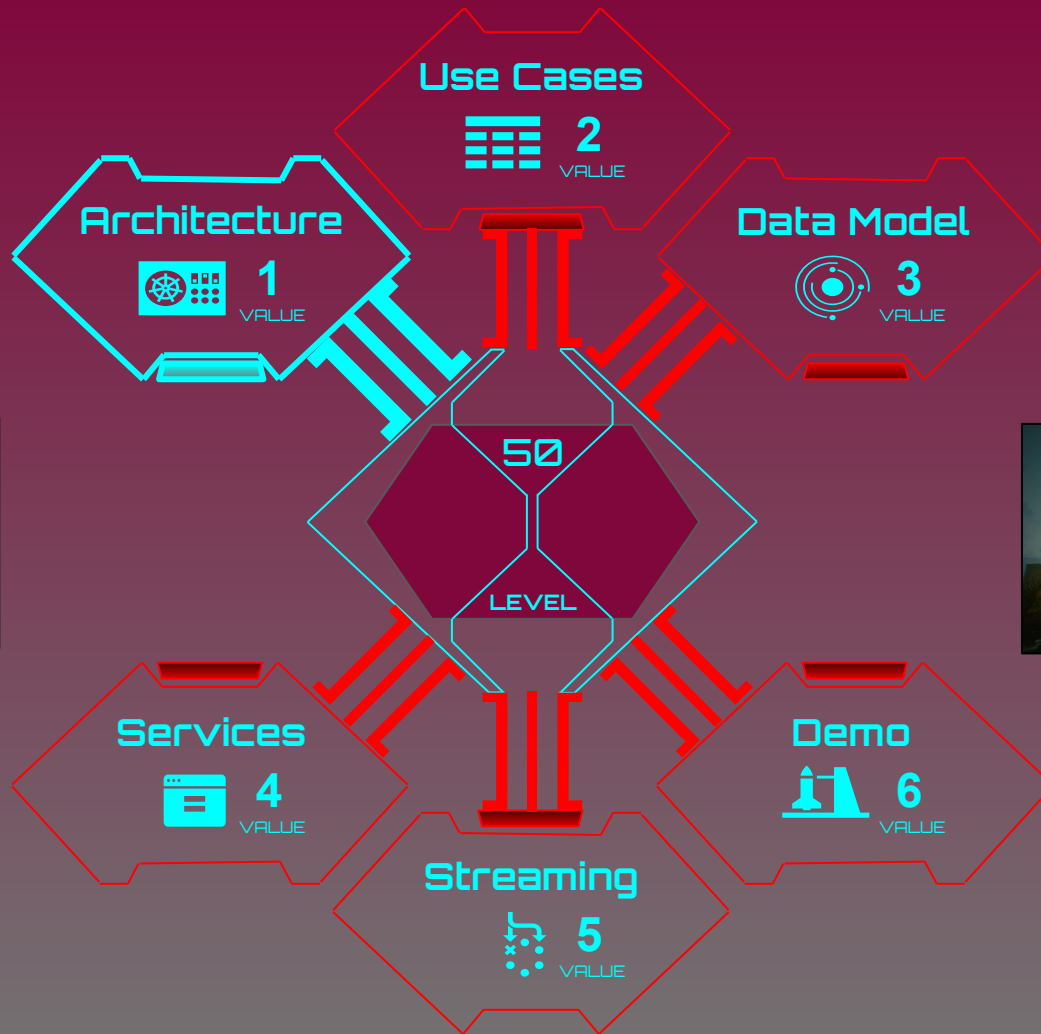 Use Cases
2
VALUE
Architecture
1
VALUE
Data Model
3
VALUE
50
LEVEL
Services
4
VALUE
Demo
6
VALUE
Streaming
5
VALUE